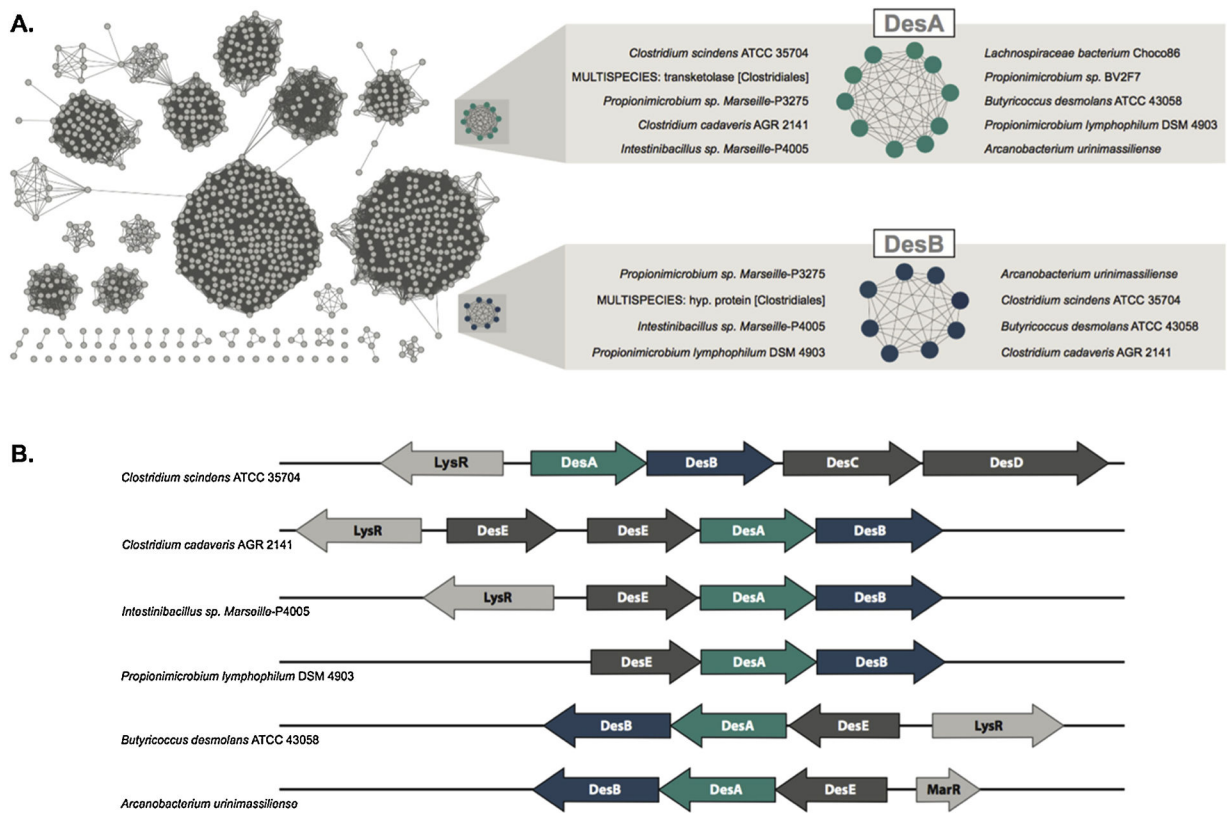 A.
DesA
Clostridium scindens ATCC 35704
MULTISPECIES: transketolase [Clostridiales]
Propionimicrobium sp. Marseille-P3275
Clostridium cadaveris AGR 2141
Intestinibacillus sp. Marseille-P4005
Lachnospiraceae bacterium Choco86
Propionimicrobium sp. BV2F7
Butyricoccus desmolans ATCC 43058
Propionimicrobium lymphophilum DSM 4903
Arcanobacterium urinimassiliense
DesB
Propionimicrobium sp. Marseille-P3275
MULTISPECIES: hyp. protein [Clostridiales]
Intestinibacillus sp. Marseille-P4005
Propionimicrobium lymphophilum DSM 4903
Arcanobacterium urinimassiliense
Clostridium scindens ATCC 35704
Butyricoccus desmolans ATCC 43058
Clostridium cadaveris AGR 2141
B.
Clostridium scindens ATCC 35704
LysR DesA DesB DesC DesD
Clostridium cadaveris AGR 2141
LysR DesE DesE DesA DesB
Intestinibacillus sp. Marseille-P4005
LysR DesE DesA DesB
Propionimicrobium lymphophilum DSM 4903
DesE DesA DesB
Butyricoccus desmolans ATCC 43058
DesB DesA DesE LysR
Arcanobacterium urinimassiliense
DesB DesA DesE MarR